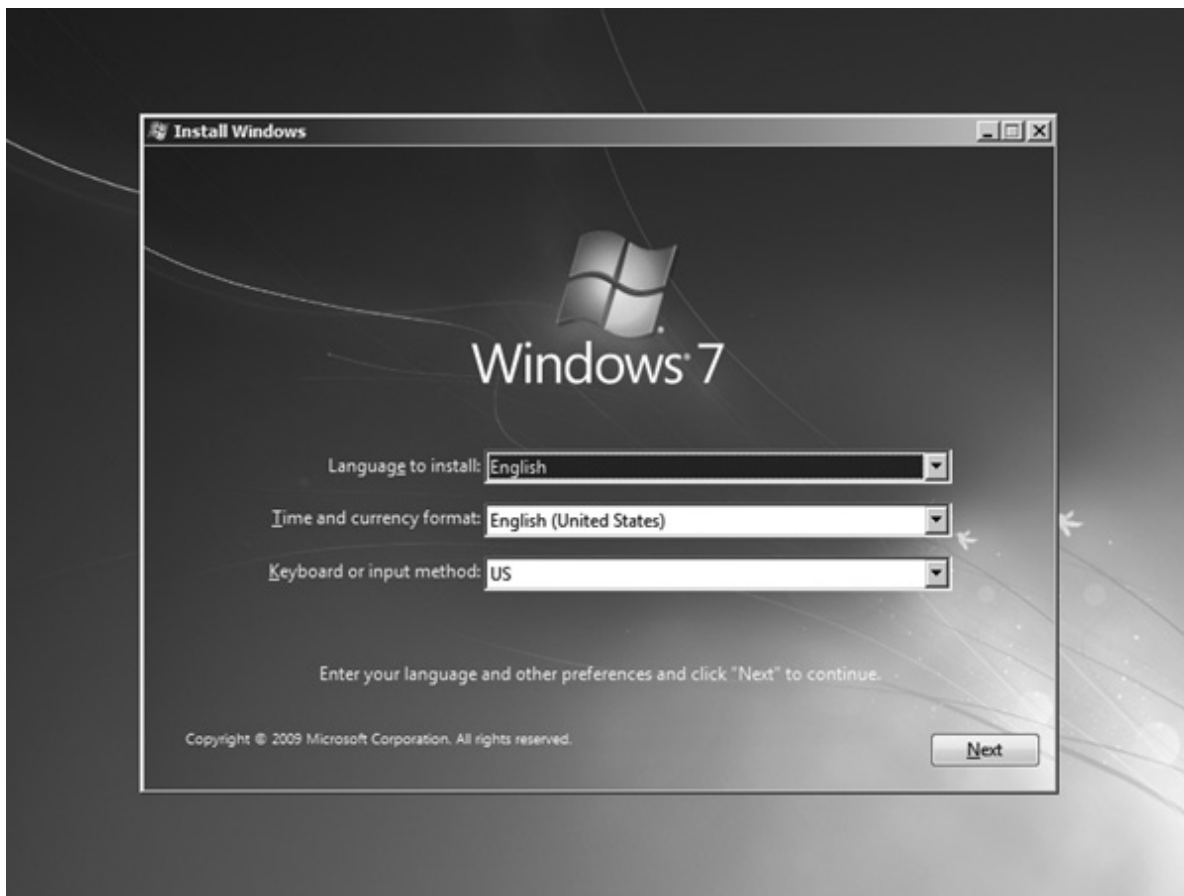 Install Windows
Windows® 7
Language to install: English
Time and currency format: English (United States)
Keyboard or input method: US
Enter your language and other preferences and click "Next" to continue.
Copyright © 2009 Microsoft Corporation. All rights reserved.
Next